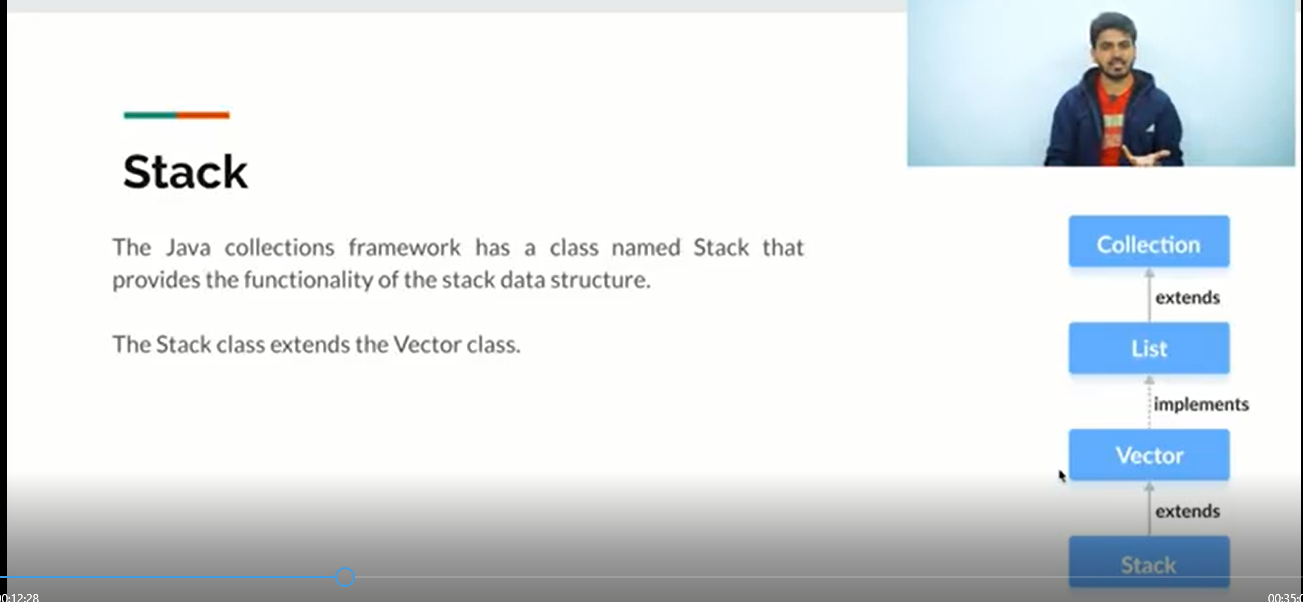 Stack
The Java collections framework has a class named Stack that
provides the functionality of the stack data structure.
The Stack class extends the Vector class.
Collection
extends
List
implements
Vector
extends
Stack
0:12:28